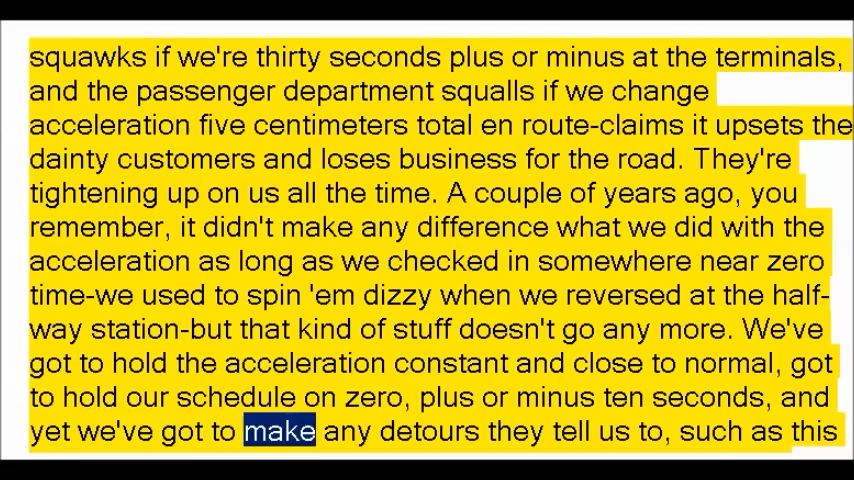 squawks if we're thirty seconds plus or minus at the terminals,
and the passenger department squalls if we change
acceleration five centimeters total en route-claims it upsets the
dainty customers and loses business for the road. They're
tightening up on us all the time. A couple of years ago, you
remember, it didn't make any difference what we did with the
acceleration as long as we checked in somewhere near zero
time-we used to spin 'em dizzy when we reversed at the half-
way station-but that kind of stuff doesn't go any more. We've
got to hold the acceleration constant and close to normal, got
to hold our schedule on zero, plus or minus ten seconds, and
yet we've got to make any detours they tell us to, such as this